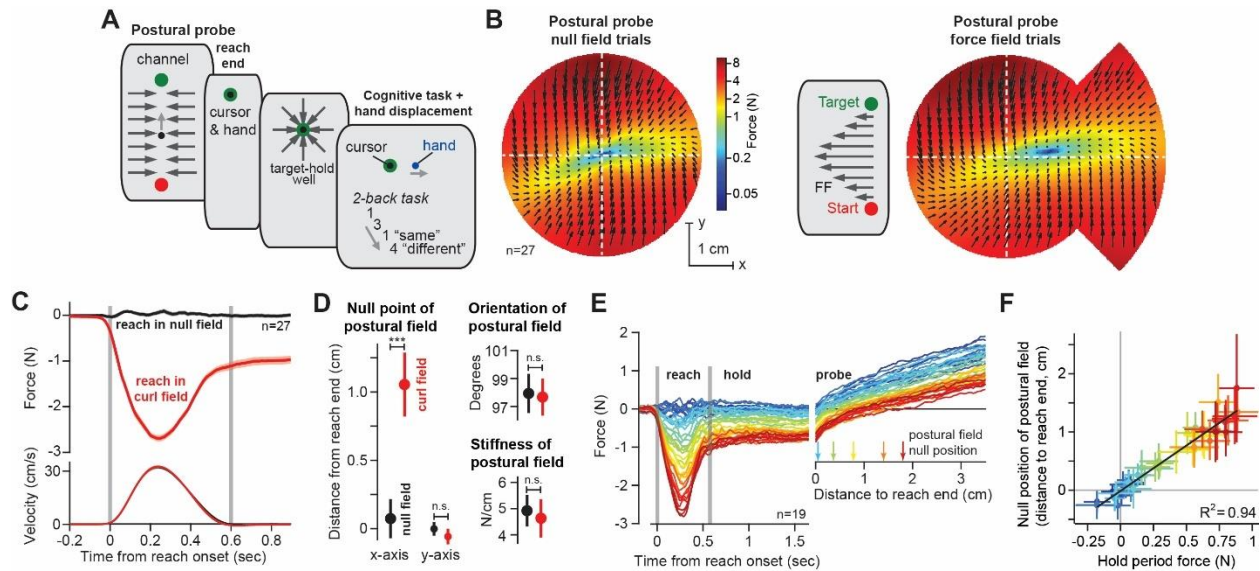 A
Postural probe
channel
reach
end
cursor
& hand
target-hold
well
Cognitive task +
hand displacement
cursor
hand
2-back task
1
3
1 “same”
4 “different”
B
Postural probe
null field trials
n=27
8
4
2
1
0.2
0.05
Force (N)
y
1 cm
x
Target
FF
Start
Postural probe
force field trials
C
0
-1
-2
-3
Force (N)
reach in null field
n=27
reach in
curl field
30
0
Velocity (cm/s)
-0.2
0
0.2
0.4
0.6
0.8
Time from reach onset (sec)
D
Null point of
postural field
***
1
0
Distance from reach end (cm)
curl field
null field
n.s.
x-axis
y-axis
Orientation of
postural field
101
99
97
Degrees
n.s.
Stiffness of
postural field
6
5
4
N/cm
n.s.
E
2
1
0
-1
-2
-3
Force (N)
reach
hold
probe
postural field
null position
n=19
0
0.5
1.0
1.5
Time from reach onset (sec)
0
1
2
3
Distance to reach end (cm)
F
2
1
0
Null position of postural field
(distance to reach end, cm)
R² = 0.94
-0.25
0
0.25
0.5
0.75
1
Hold period force (N)